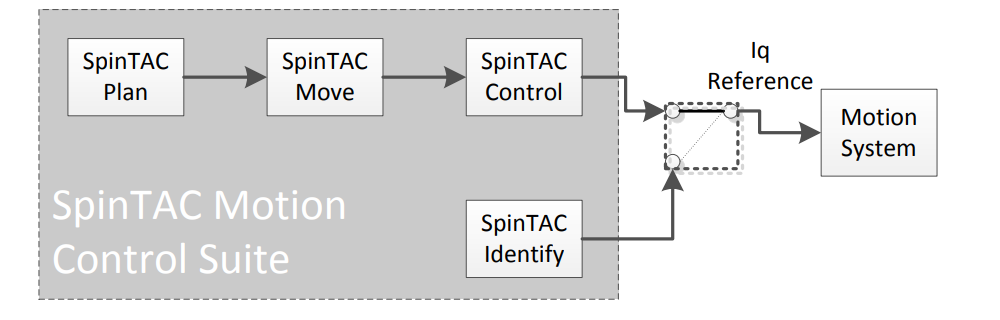 SpinTAC
Plan
SpinTAC
Move
SpinTAC
Control
Iq
Reference
Motion
System
SpinTAC Motion
Control Suite
SpinTAC
Identify